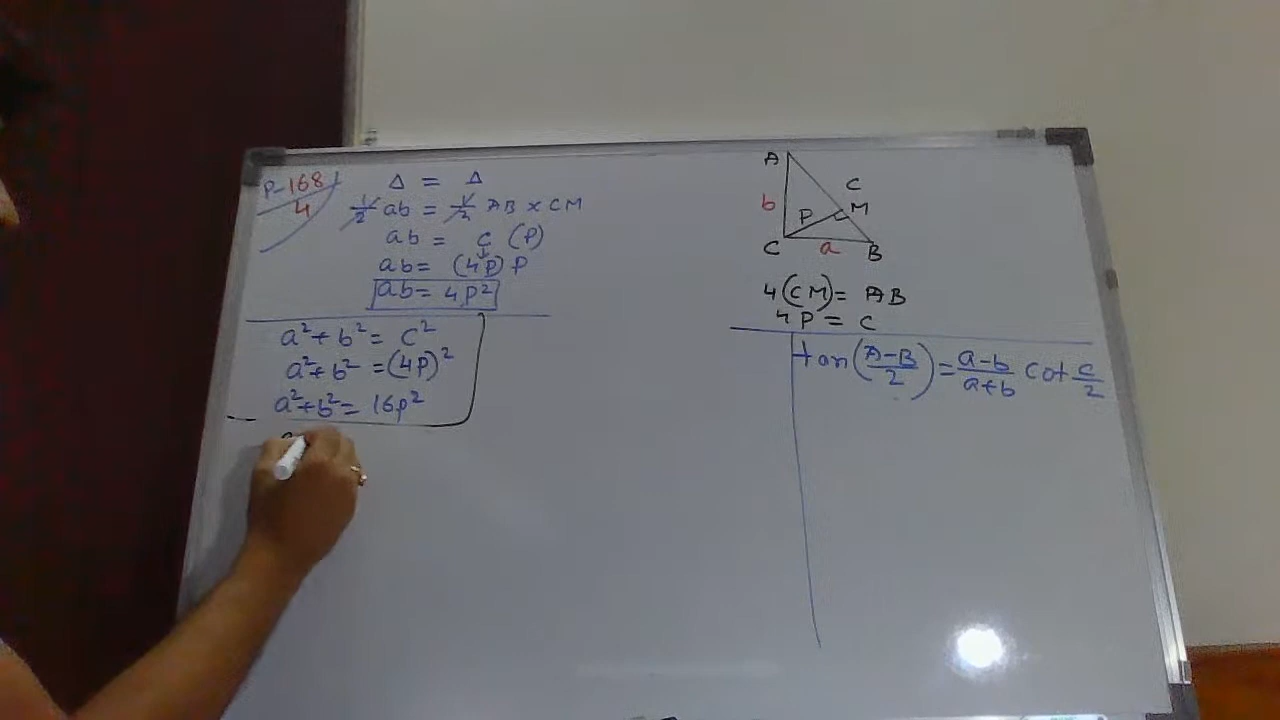 P-168
4
Δ = Δ
1/2 ab = 1/2 AB × CM
ab = c (P)
ab = (4P) P
ab = 4P²
a² + b² = c²
a² + b² = (4P)²
a² + b² = 16p²
A
C
b
P
M
C
a
B
4(CM) = AB
4P = C
tan(A-B/2) = a-b/a+b cot c/2